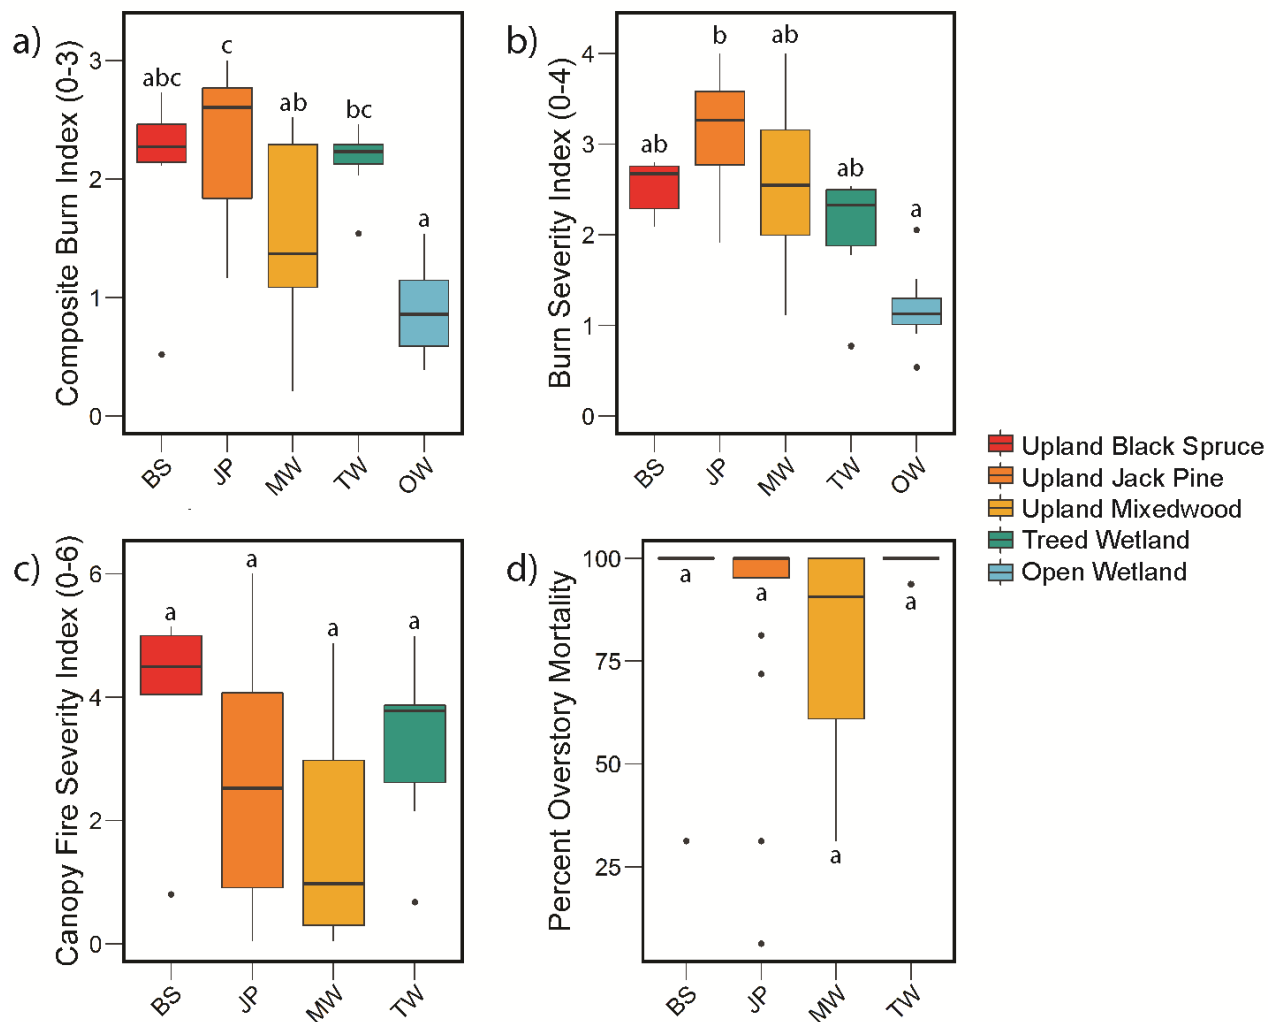 a)
Composite Burn Index (0-3)
3
2
1
0
abc
c
ab
bc
a
BS
JP
MW
TW
OW
b)
Burn Severity Index (0-4)
4
3
2
1
0
ab
b
ab
ab
a
BS
JP
MW
TW
OW
Upland Black Spruce
Upland Jack Pine
Upland Mixedwood
Treed Wetland
Open Wetland
c)
Canopy Fire Severity Index (0-6)
6
4
2
0
a
a
a
a
BS
JP
MW
TW
d)
Percent Overstory Mortality
100
75
50
25
a
a
a
a
BS
JP
MW
TW